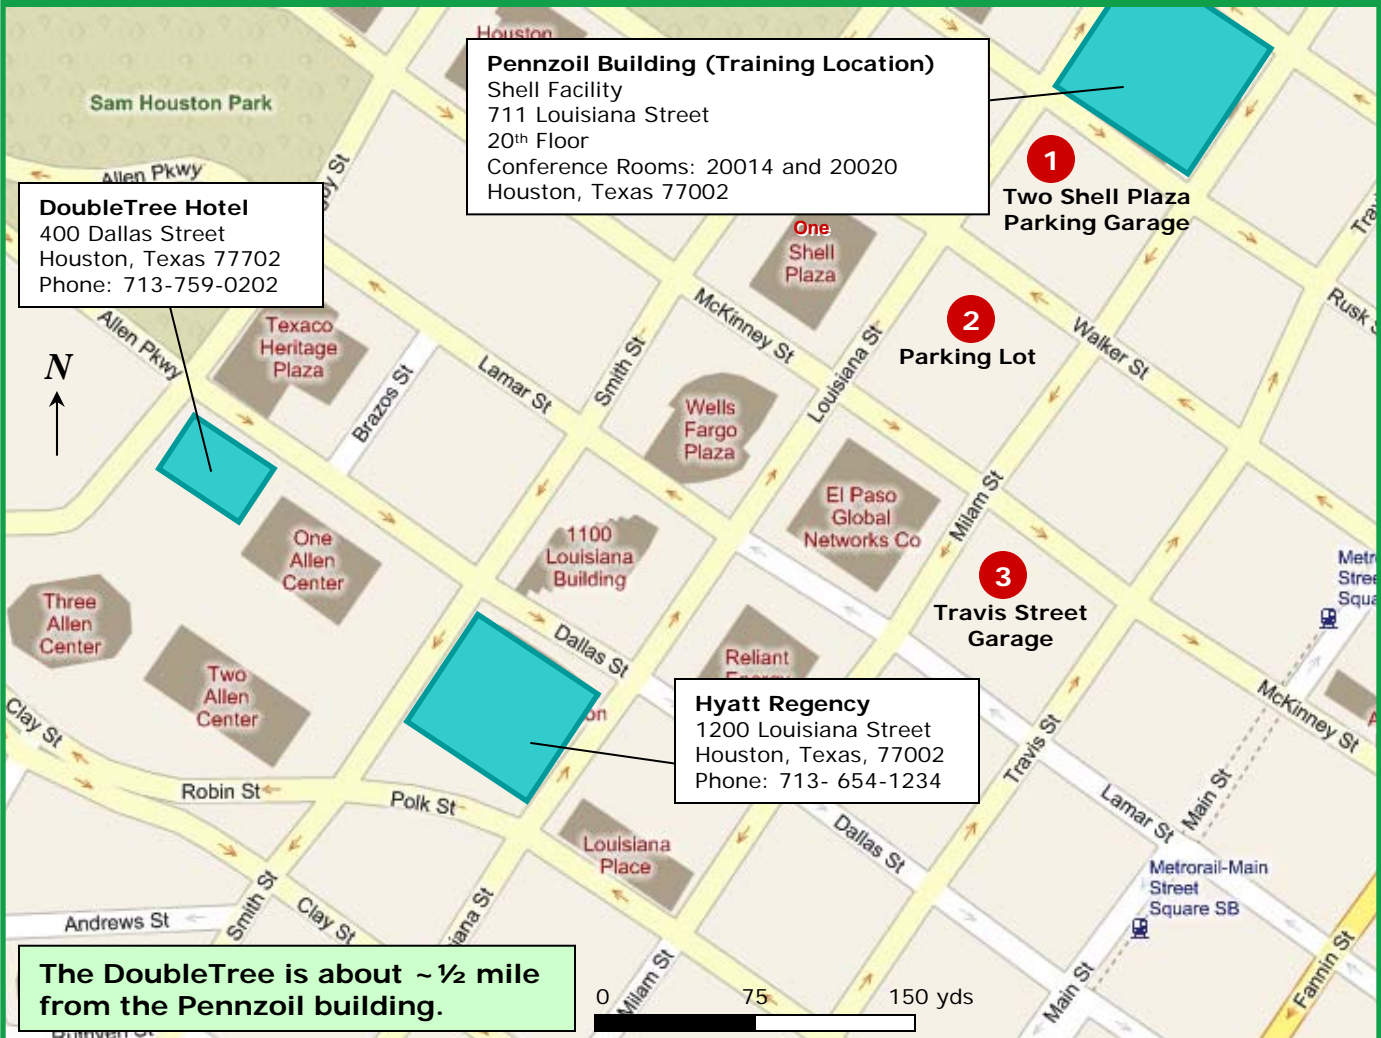 Houston
Pennzoil Building (Training Location)
Shell Facility
711 Louisiana Street
20th Floor
Conference Rooms: 20014 and 20020
Houston, Texas 77002
Sam Houston Park
Allen Pkwy
DoubleTree Hotel
400 Dallas Street
Houston, Texas 77702
Phone: 713-759-0202
1
Two Shell Plaza
Parking Garage
One
Shell
Plaza
2
Parking Lot
Rusk
Walker St
McKinney St
Louisiana St
Smith St
Lamar St
Brazos St
Allen Pkwy
Texaco
Heritage
Plaza
N
Wells
Fargo
Plaza
El Paso
Global
Networks Co
Milam St
1100
Louisiana
Building
One
Allen
Center
Three
Allen
Center
Two
Allen
Center
3
Travis Street
Garage
Dallas St
Reliant
Hyatt Regency
1200 Louisiana Street
Houston, Texas, 77002
Phone: 713- 654-1234
McKinney St
Travis St
Lamar St
Main St
Clay St
Robin St
Polk St
Louisiana
Place
Dallas St
Metrorail-Main
Street
Square SB
Andrews St
Smith St
Clay St
iana St
Milam St
Main St
Fannin St
The DoubleTree is about ~½ mile
from the Pennzoil building.
0 75 150 yds